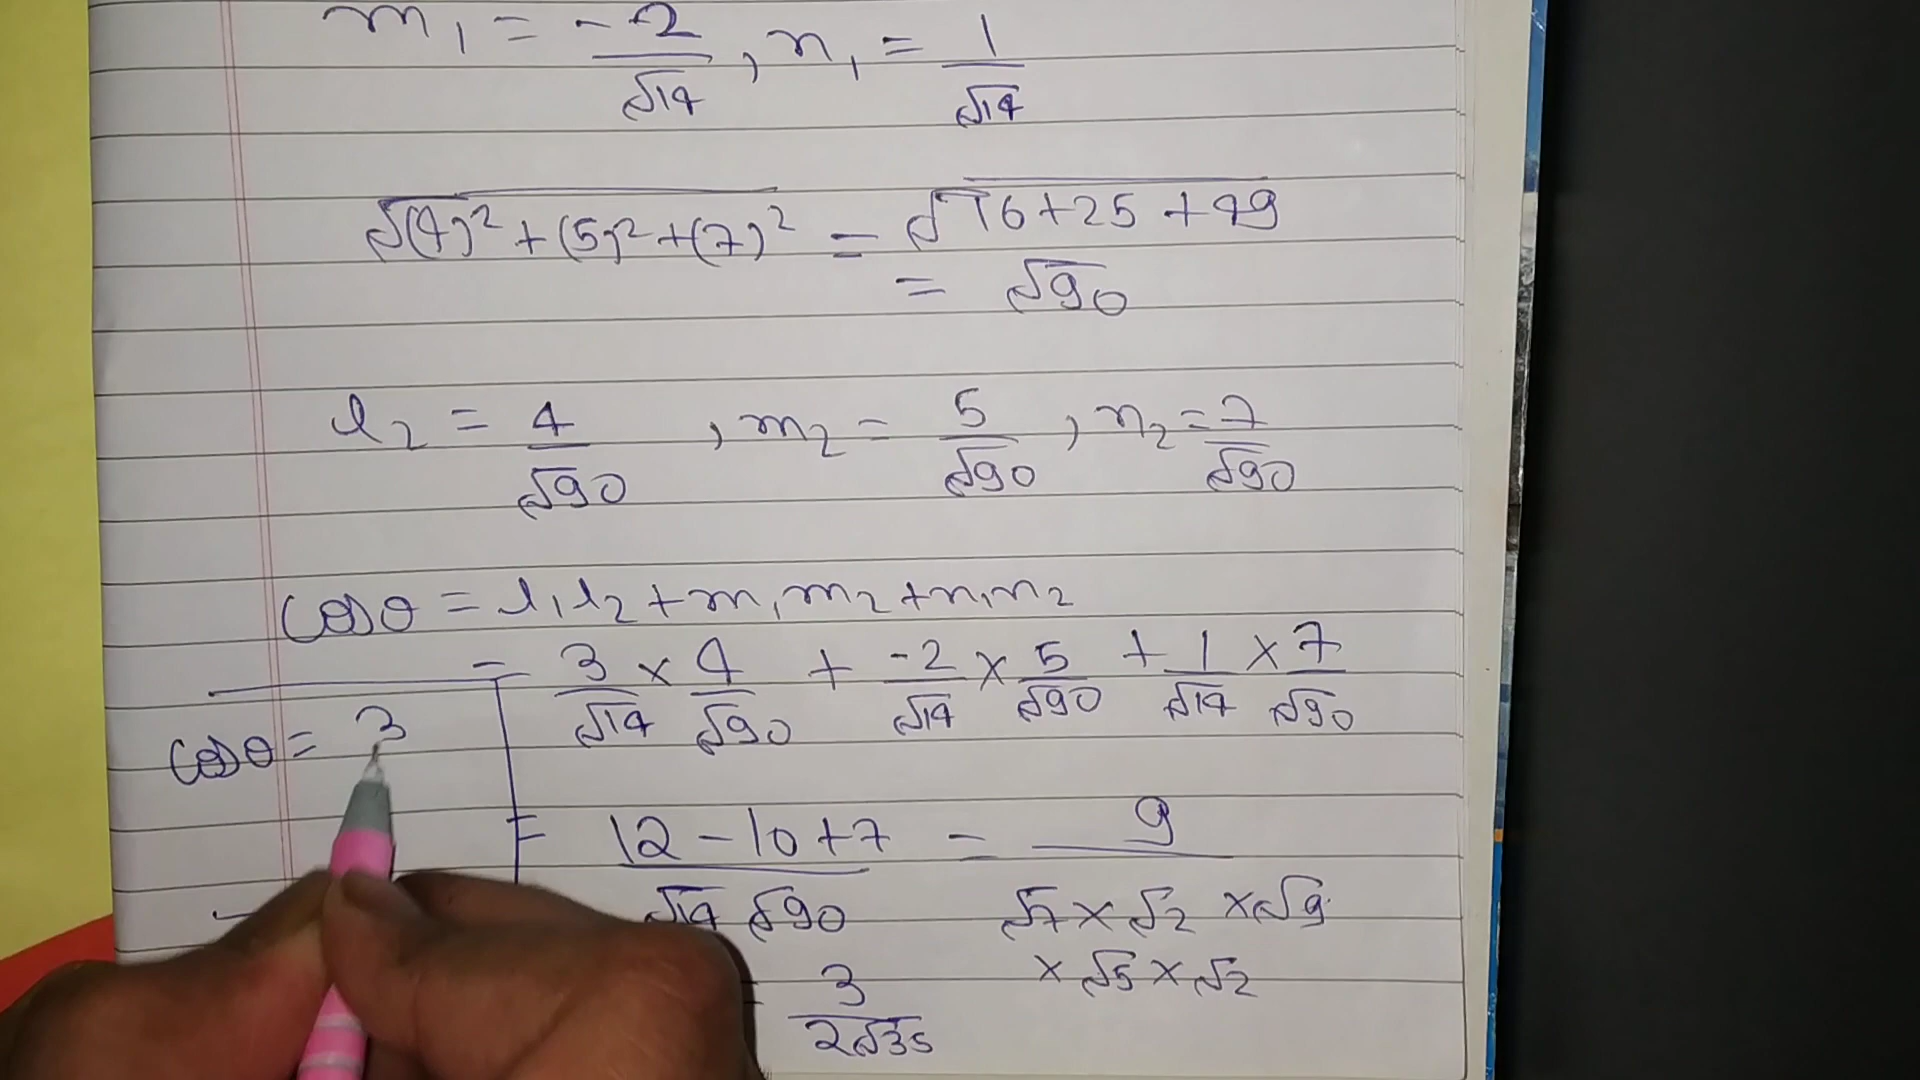 m₁ = -2/√14 , n₁ = 1/√14
√(4)² + (5)² + (7)² = √16 + 25 + 49
= √90
l₂ = 4/√90 , m₂ = 5/√90 , n₂ = 7/√90
cosθ = l₁l₂ + m₁m₂ + n₁n₂
= 3/√14 × 4/√90 + -2/√14 × 5/√90 + 1/√14 × 7/√90
= 12 - 10 + 7 / √14 √90 = 9 / √7 × √2 × √9 × √5 × √2
= 3/2√35
cosθ = 3